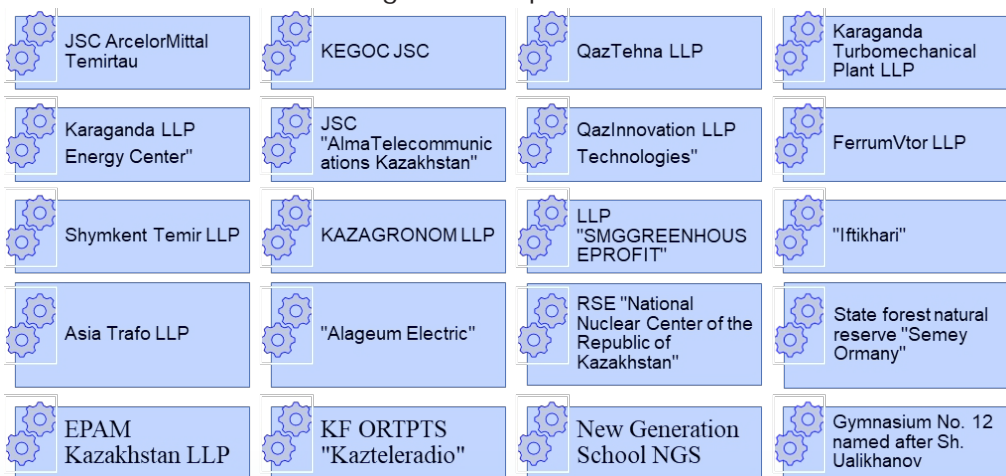 JSC ArcelorMittal
Temirtau
KEGOC JSC
QazTehna LLP
Karaganda
Turbomechanical
Plant LLP
Karaganda LLP
Energy Center"
JSC
"AlmaTelecommunic
ations Kazakhstan"
QazInnovation LLP
Technologies"
FerrumVtor LLP
Shymkent Temir LLP
KAZAGRONOM LLP
LLP
"SMGGREENHOUS
EPROFIT"
"Iftikhari"
Asia Trafo LLP
"Alageum Electric"
RSE "National
Nuclear Center of the
Republic of
Kazakhstan"
State forest natural
reserve "Semey
Ormany"
EPAM
Kazakhstan LLP
KF ORTPTS
"Kazteleradio"
New Generation
School NGS
Gymnasium No. 12
named after Sh.
Ualikhanov